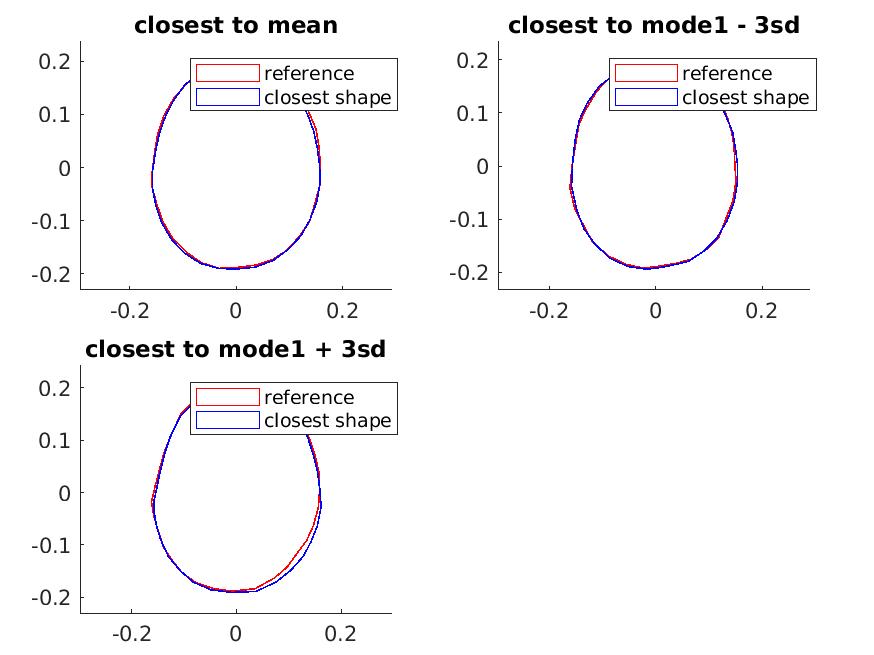 closest to mean
0.2
0.1
0
-0.1
-0.2
-0.2 0 0.2
reference
closest shape
closest to mode1 - 3sd
0.2
0.1
0
-0.1
-0.2
-0.2 0 0.2
reference
closest shape
closest to mode1 + 3sd
0.2
0.1
0
-0.1
-0.2
-0.2 0 0.2
reference
closest shape